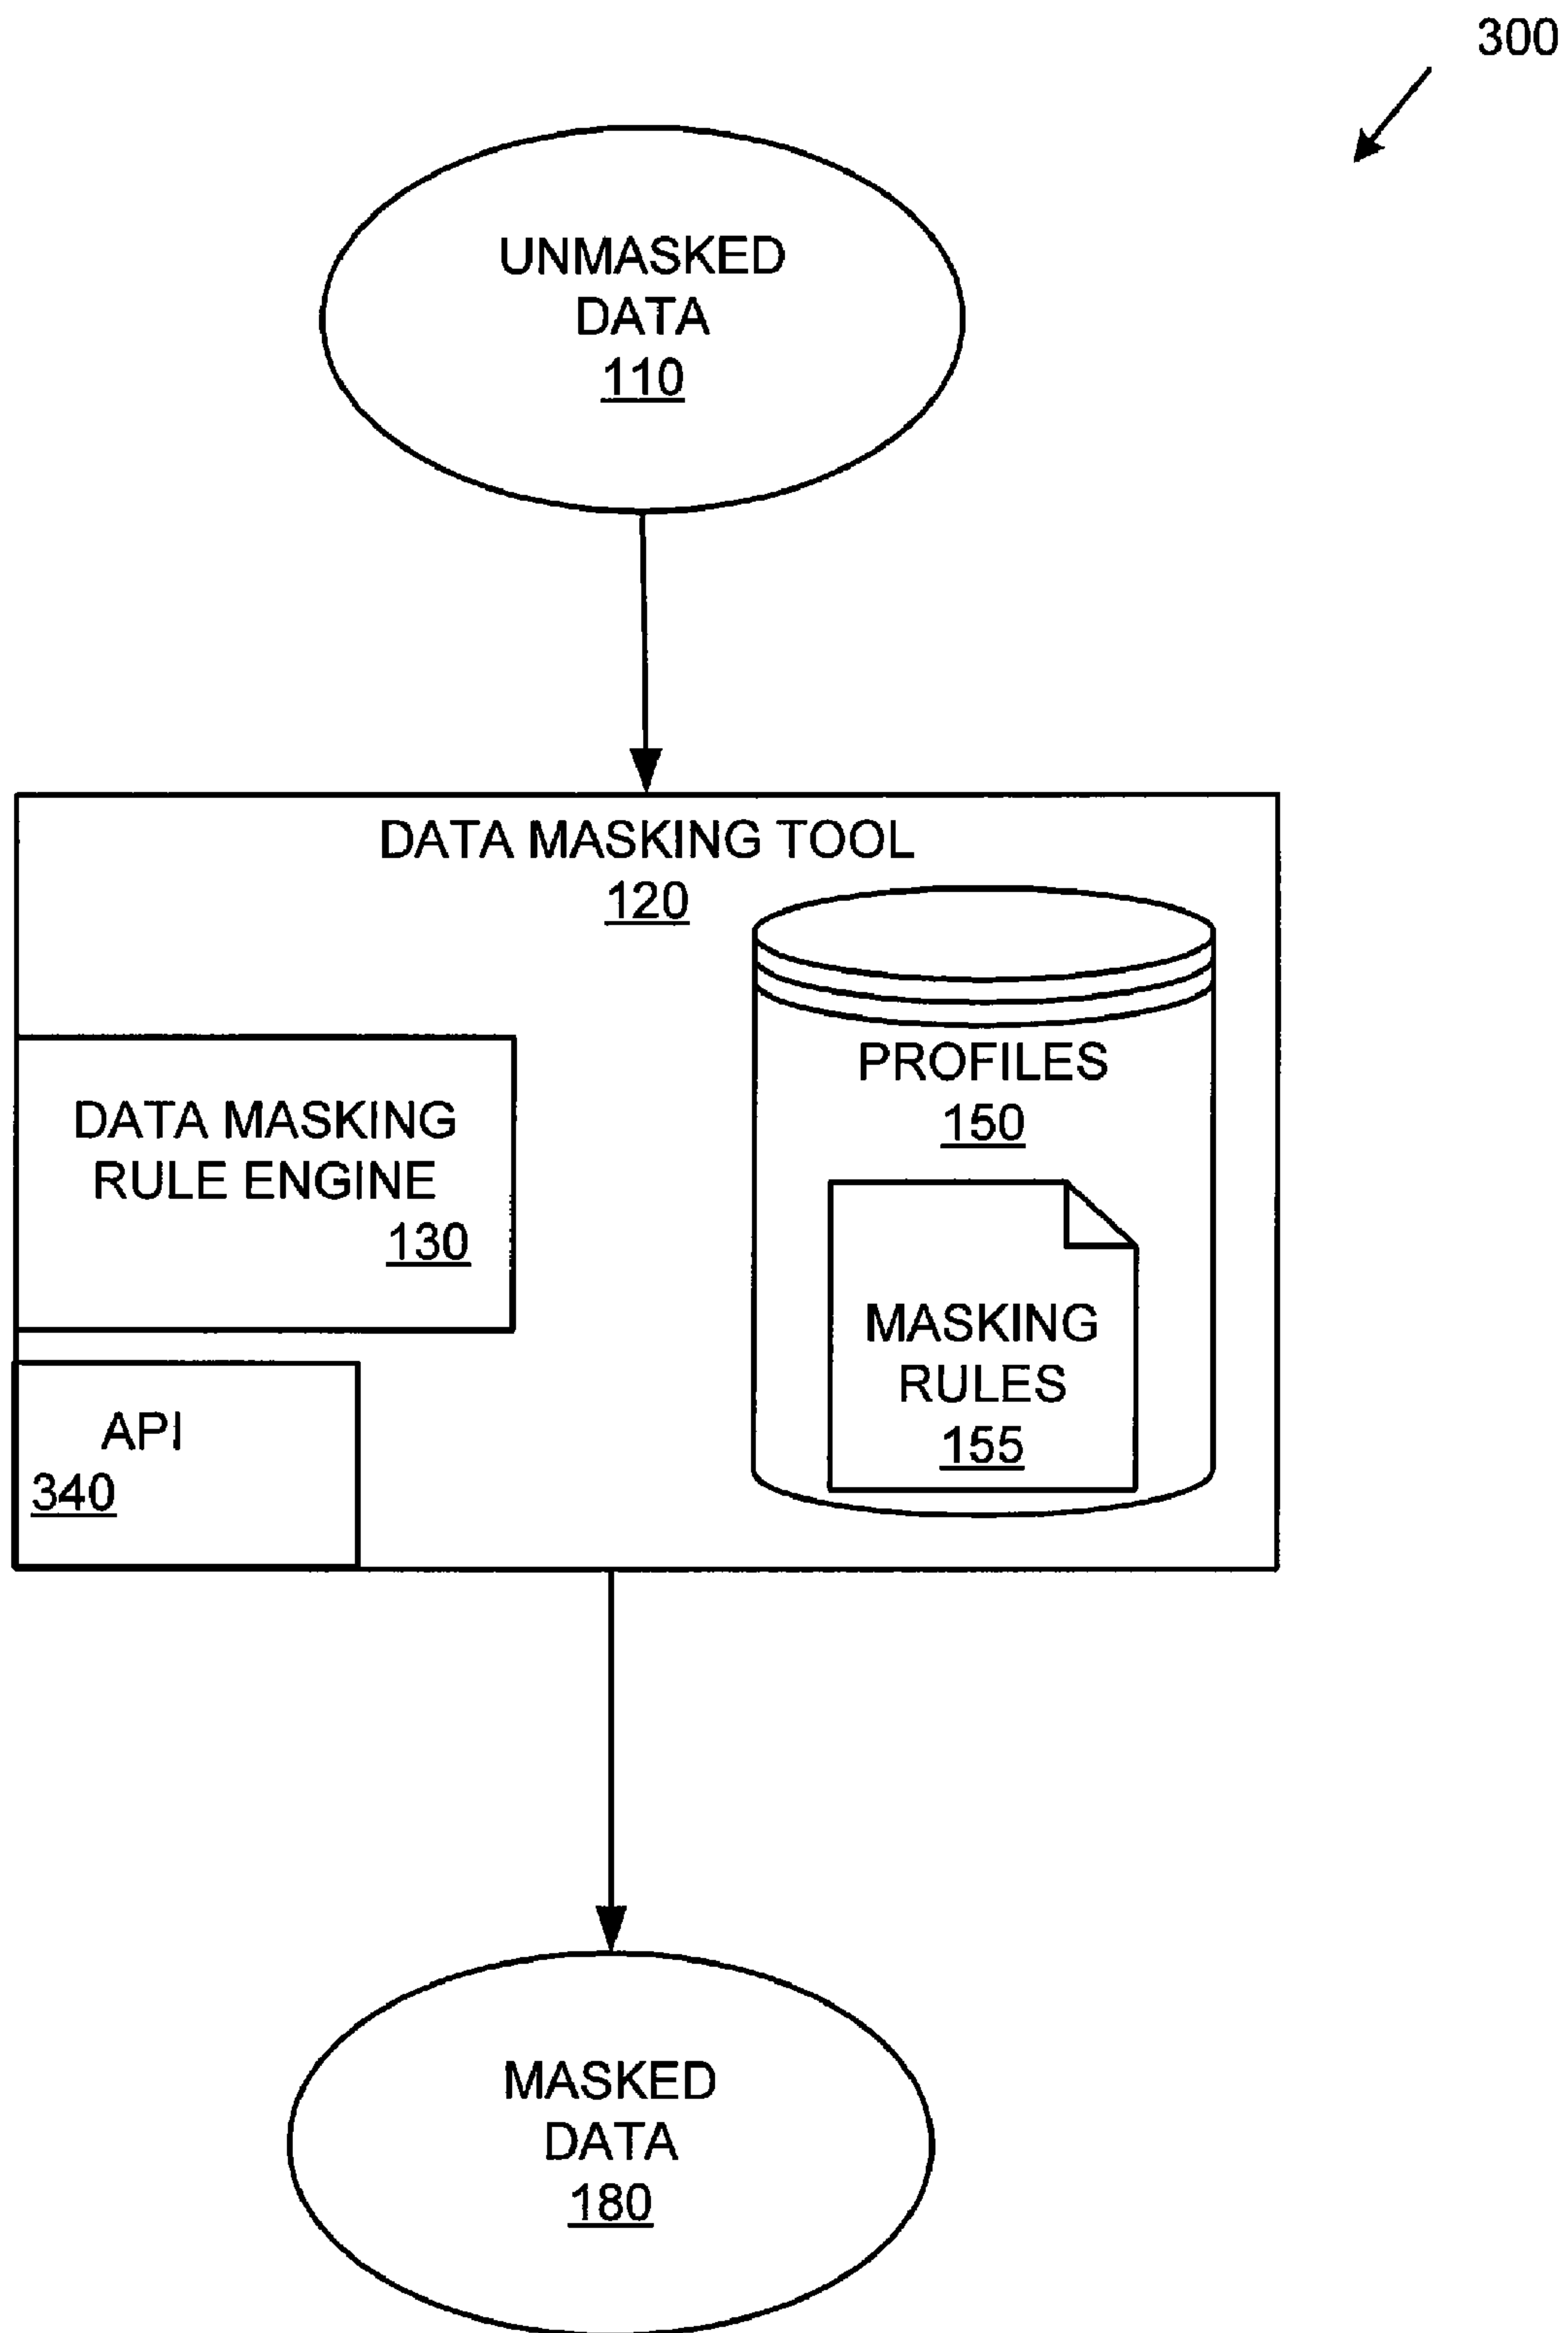 300
UNMASKED
DATA
110
DATA MASKING TOOL
120
PROFILES
150
DATA MASKING
RULE ENGINE
130
MASKING
RULES
155
API
340
MASKED
DATA
180